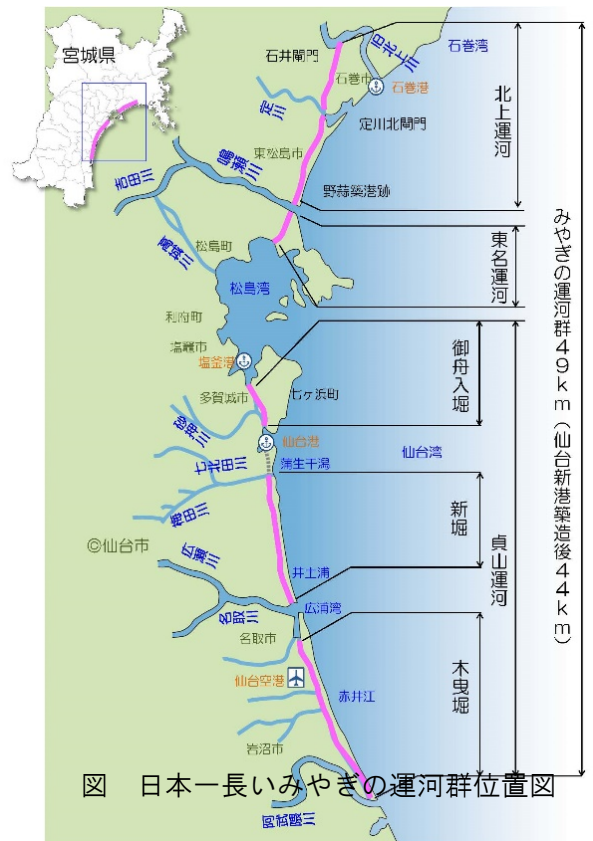 宮城県
石井閘門
旧北上川
石巻湾
石巻市
石巻港
定川
定川北閘門
北上運河
東松島市
鳴瀬川
野蒜築港跡
吉田川
東名運河
松島町
高城川
松島湾
利府町
塩竈市
塩釜港
御舟入堀
七ヶ浜町
多賀城市
砂押川
仙台港
仙台湾
七北田川
蒲生干潟
梅田川
新堀
◎仙台市
広瀬川
貞山運河
井土浦
広浦湾
名取川
名取市
木曳堀
仙台空港
赤井江
岩沼市
みやぎの運河群49km(仙台新港築造後44km)
図 日本一長いみやぎの運河群位置図
阿武隈川